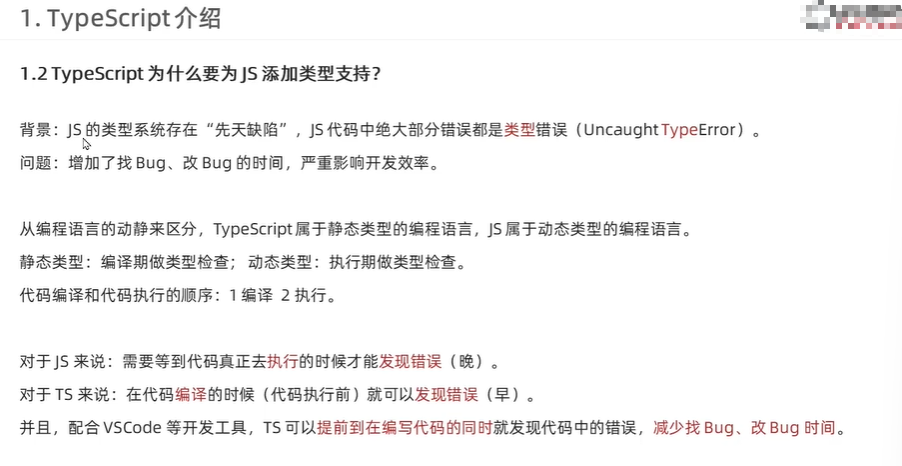 1. TypeScript 介绍
1.2 TypeScript 为什么要为 JS 添加类型支持？
背景：JS 的类型系统存在“先天缺陷”，JS 代码中绝大部分错误都是类型错误（Uncaught TypeError）。
问题：增加了找 Bug、改 Bug 的时间，严重影响开发效率。
从编程语言的动静来区分，TypeScript 属于静态类型的编程语言，JS 属于动态类型的编程语言。
静态类型：编译期做类型检查； 动态类型：执行期做类型检查。
代码编译和代码执行的顺序：1 编译 2 执行。
对于 JS 来说：需要等到代码真正去执行的时候才能发现错误（晚）。
对于 TS 来说：在代码编译的时候（代码执行前）就可以发现错误（早）。
并且，配合 VSCode 等开发工具，TS 可以提前到在编写代码的同时就发现代码中的错误，减少找 Bug、改 Bug 时间。